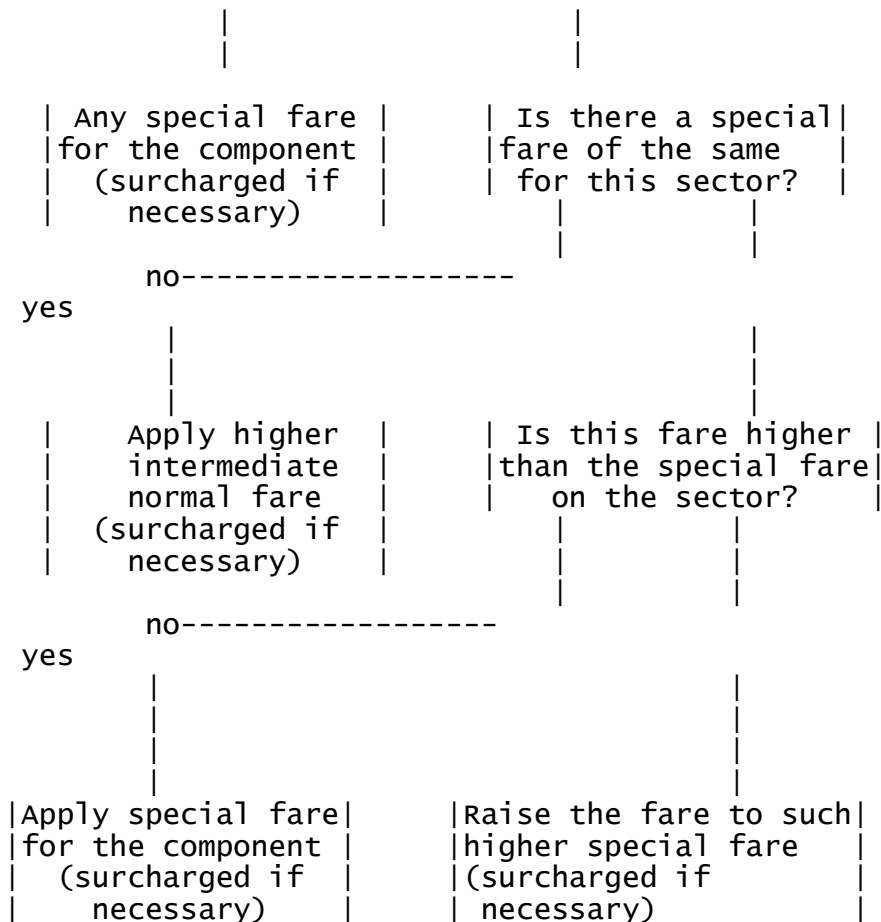 Any special fare
for the component
(surcharged if
necessary)
Is there a special
fare of the same
for this sector?
no-------------------
yes
Apply higher
intermediate
normal fare
(surcharged if
necessary)
Is this fare higher
than the special fare
on the sector?
no------------------
yes
Apply special fare
for the component
(surcharged if
necessary)
Raise the fare to such
higher special fare
(surcharged if
necessary)